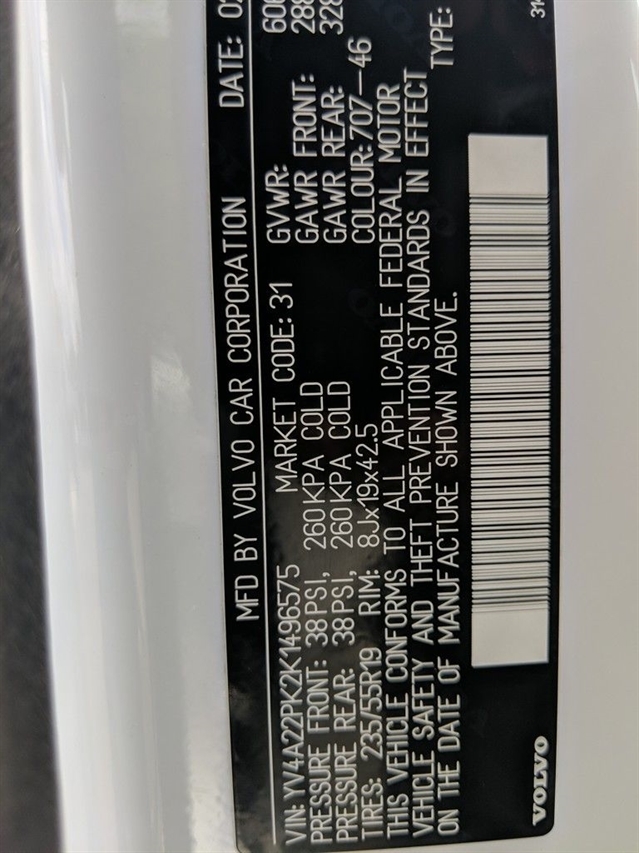 MFD BY VOLVO CAR CORPORATION DATE:
VIN: YV4A22PK2K1496575 MARKET CODE: 31 GVWR:
PRESSURE FRONT: 38PSI, 260KPA COLD GAWR FRONT:
PRESSURE REAR: 38PSI, 260KPA COLD GAWR REAR:
TIRES: 235/55R19 RIM: 8Jx19x42.5 COLOUR: 707-46
THIS VEHICLE CONFORMS TO ALL APPLICABLE FEDERAL MOTOR
VEHICLE SAFETY AND THEFT PREVENTION STANDARDS IN EFFECT
ON THE DATE OF MANUFACTURE SHOWN ABOVE. TYPE:
VOLVO